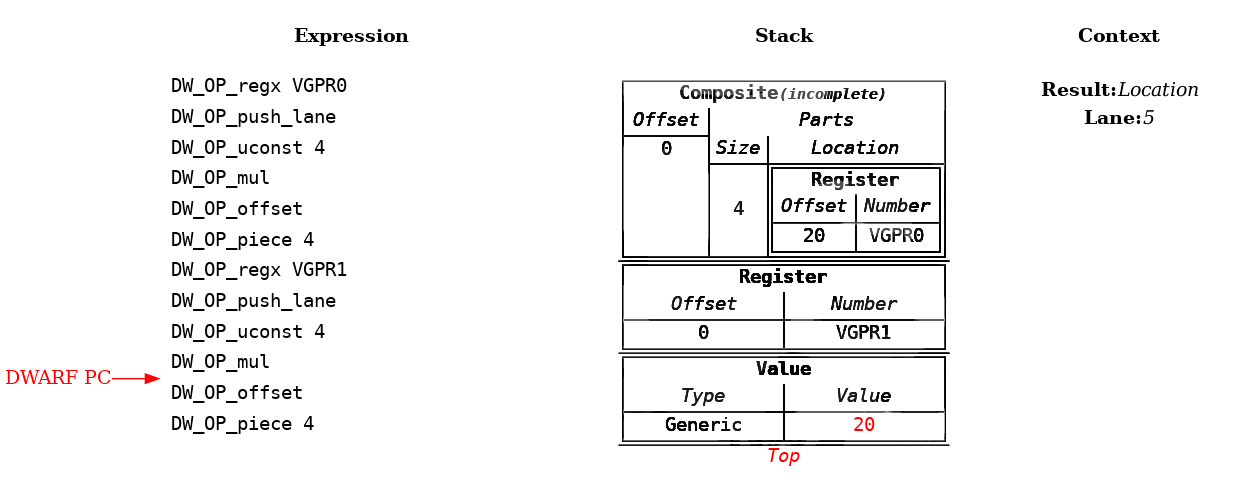 Expression
DW_OP_regx VGPR0
DW_OP_push_lane
DW_OP_uconst 4
DW_OP_mul
DW_OP_offset
DW_OP_piece 4
DW_OP_regx VGPR1
DW_OP_push_lane
DW_OP_uconst 4
DW_OP_mul
DWARF PC
DW_OP_offset
DW_OP_piece 4
Stack
Composite(incomplete)
Offset Parts
0 Size Location
4 Register
Offset Number
20 VGPR0
Register
Offset Number
0 VGPR1
Value
Type Value
Generic 20
Top
Context
Result:Location
Lane:5